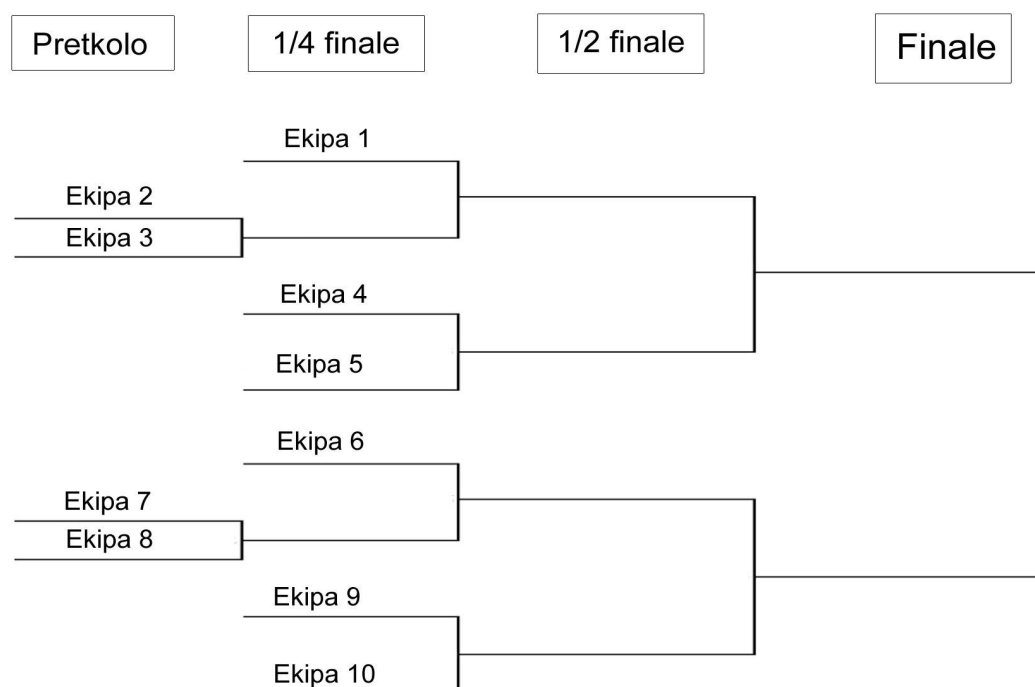 Pretkolo
1/4 finale
1/2 finale
Finale
Ekipa 1
Ekipa 2
Ekipa 3
Ekipa 4
Ekipa 5
Ekipa 6
Ekipa 7
Ekipa 8
Ekipa 9
Ekipa 10